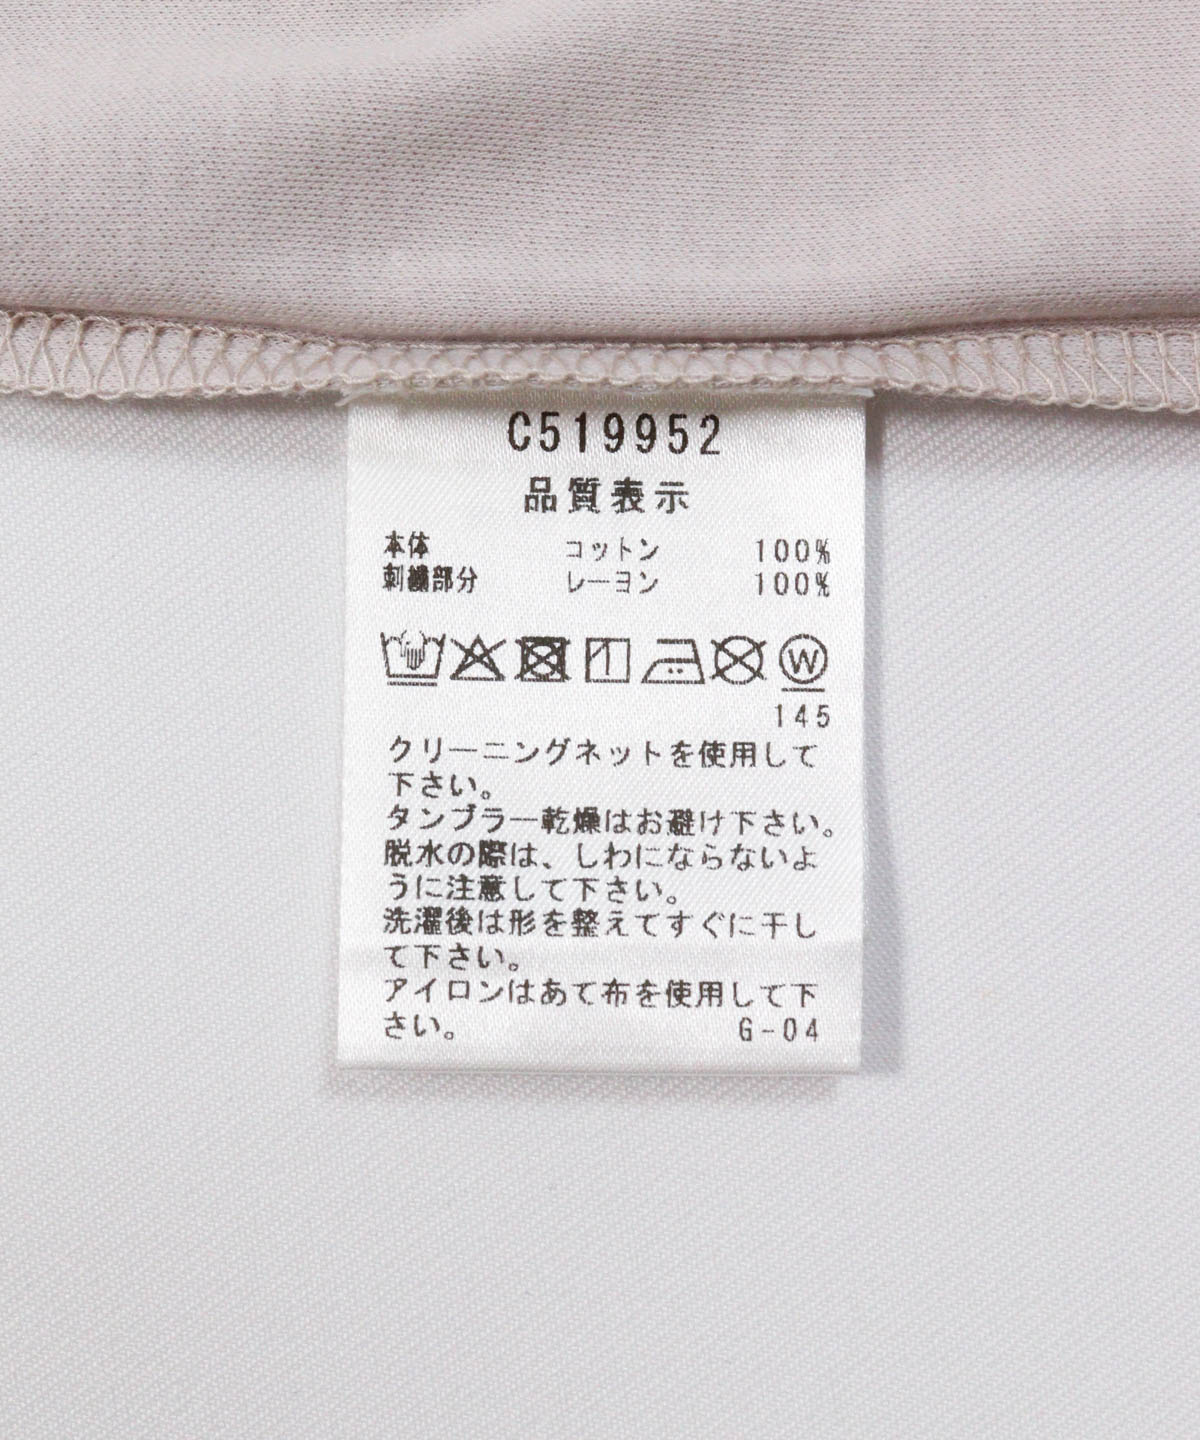 C519952
品質表示
本体 コットン 100%
刺繍部分 レーヨン 100%
W
145
クリーニングネットを使用して
下さい。
タンブラー乾燥はお避け下さい。
脱水の際は、しわにならないよ
うに注意して下さい。
洗濯後は形を整えてすぐに干し
て下さい。
アイロンはあて布を使用して下
さい。 G-04